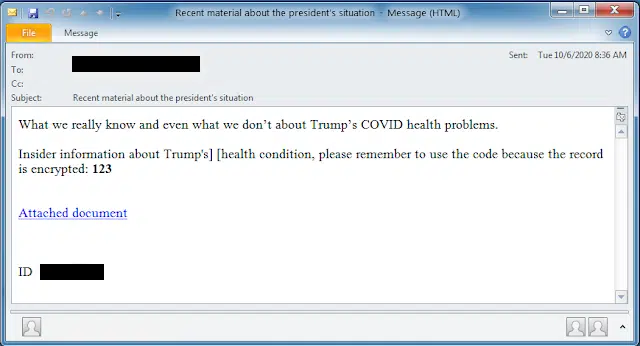 Recent material about the president's situation - Message (HTML)
File Message
From:
Sent: Tue 10/6/2020 8:36 AM
To:
Cc:
Subject: Recent material about the president's situation
What we really know and even what we don't about Trump's COVID health problems.
Insider information about Trump's] [health condition, please remember to use the code because the record
is encrypted: 123
Attached document
ID